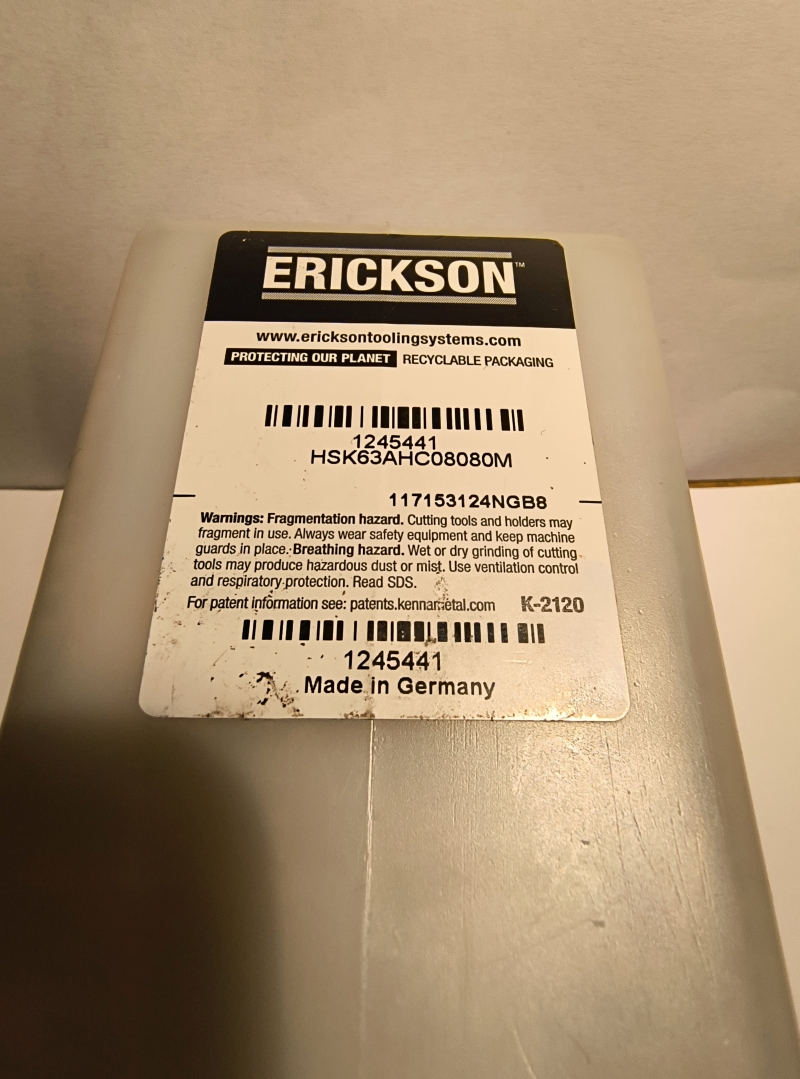 ERICKSON™
www.ericksontoolingsystems.com
PROTECTING OUR PLANET RECYCLABLE PACKAGING
1245441
HSK63AHC08080M
117153124NGB8
Warnings: Fragmentation hazard. Cutting tools and holders may
fragment in use. Always wear safety equipment and keep machine
guards in place. Breathing hazard. Wet or dry grinding of cutting
tools may produce hazardous dust or mist. Use ventilation control
and respiratory protection. Read SDS.
For patent information see: patents.kennametal.com K-2120
1245441
Made in Germany